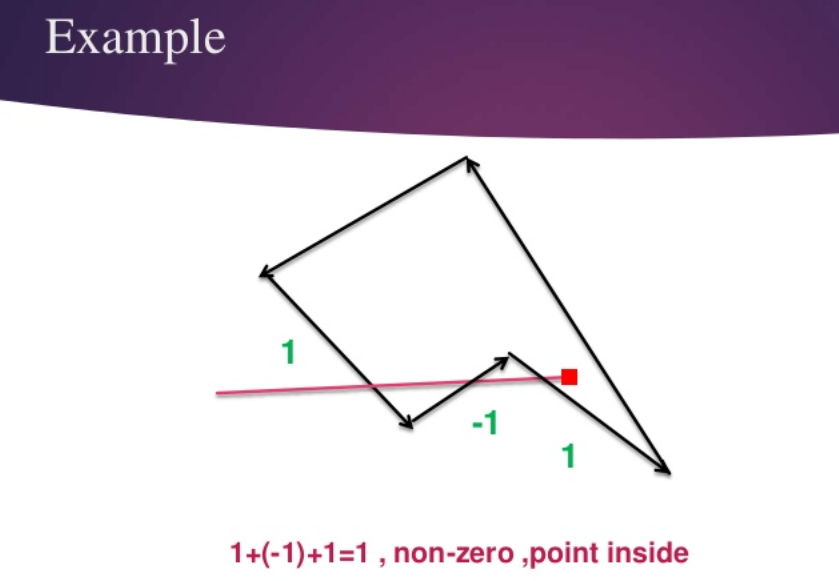 Example
1
-1
1
1+(-1)+1=1 , non-zero ,point inside